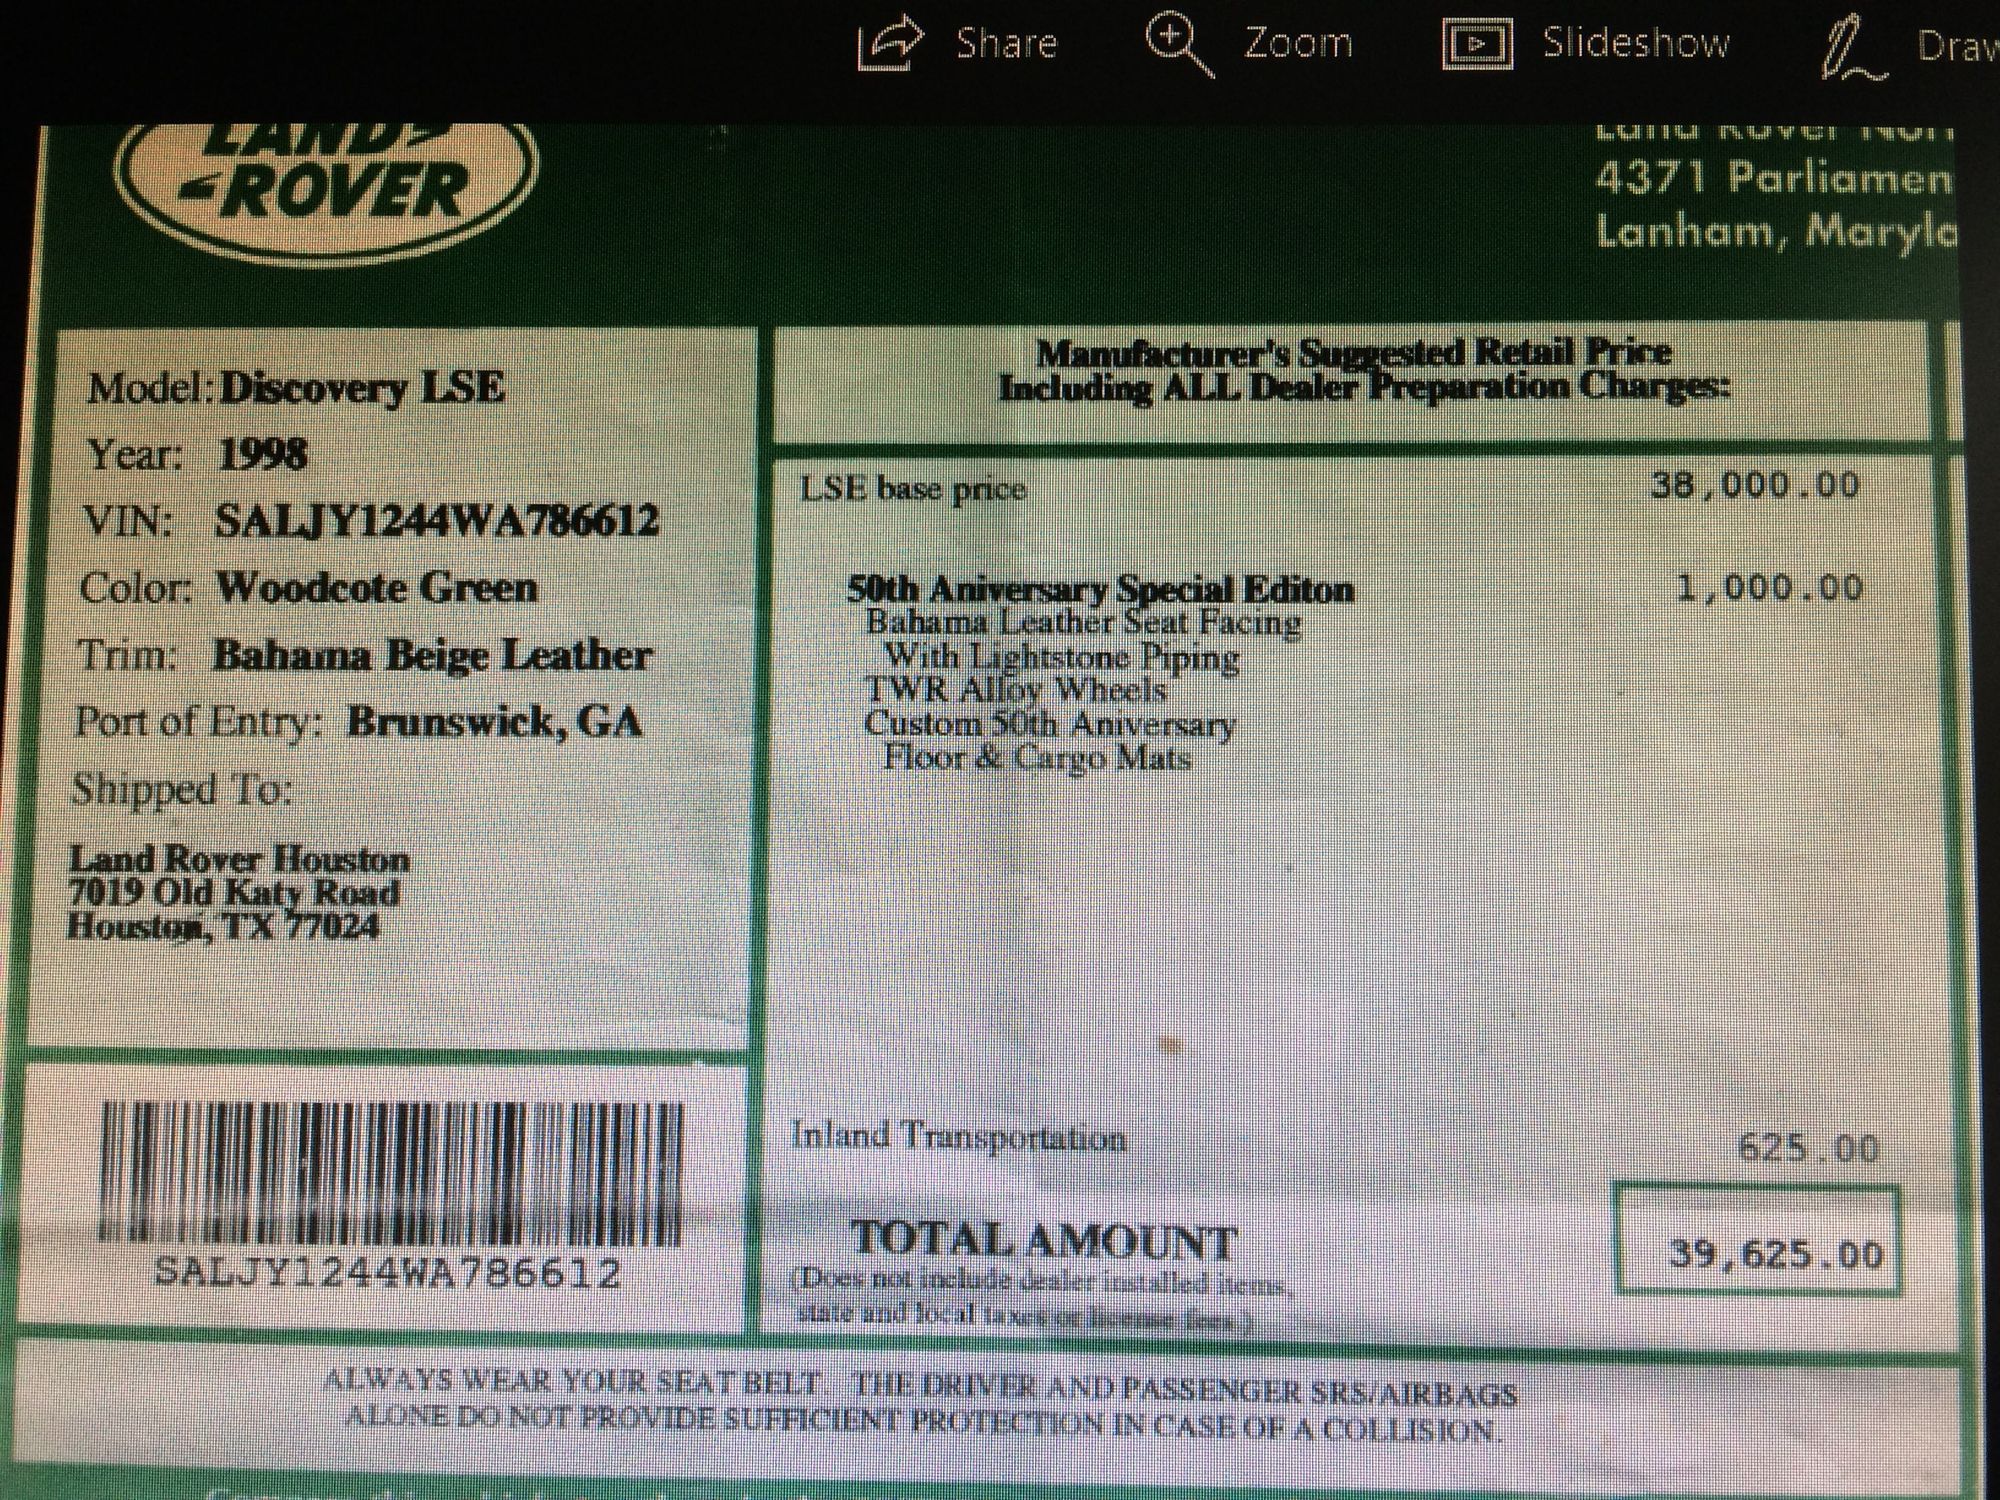 Share Zoom Slideshow Draw
LAND
ROVER
4371 Parliamen
Lanham, Maryla
Model: Discovery LSE
Year: 1998
VIN: SALJY1244WA786612
Color: Woodcote Green
Trim: Bahama Beige Leather
Port of Entry: Brunswick, GA
Shipped To:
Land Rover Houston
7019 Old Katy Road
Houston, TX 77024
SALJY1244WA786612
Manufacturer's Suggested Retail Price
Including ALL Dealer Preparation Charges:
LSE base price 38,000.00
50th Aniversary Special Editon 1,000.00
Bahama Leather Seat Facing
With Lightstone Piping
TWR Alloy Wheels
Custom 50th Aniversary
Floor & Cargo Mats
Inland Transportation 625.00
TOTAL AMOUNT 39,625.00
(Does not include dealer installed items,
state and local taxes or license fees.)
ALWAYS WEAR YOUR SEAT BELT. THE DRIVER AND PASSENGER SRS/AIRBAGS
ALONE DO NOT PROVIDE SUFFICIENT PROTECTION IN CASE OF A COLLISION.